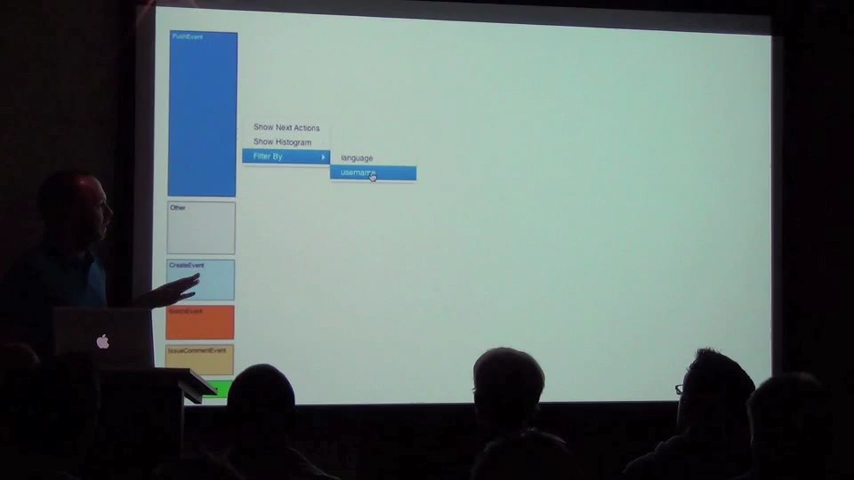 PushEvent
Show Next Actions
Show Histogram
Filter By
language
username
Other
CreateEvent
IssueCommentEvent